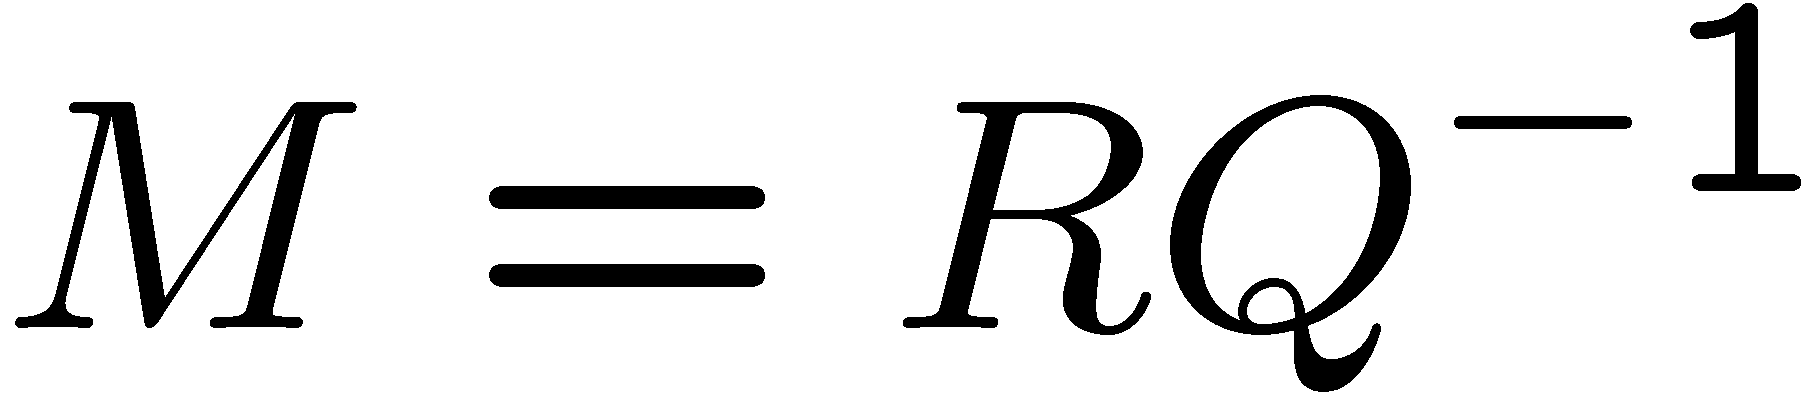 M = RQ⁻¹